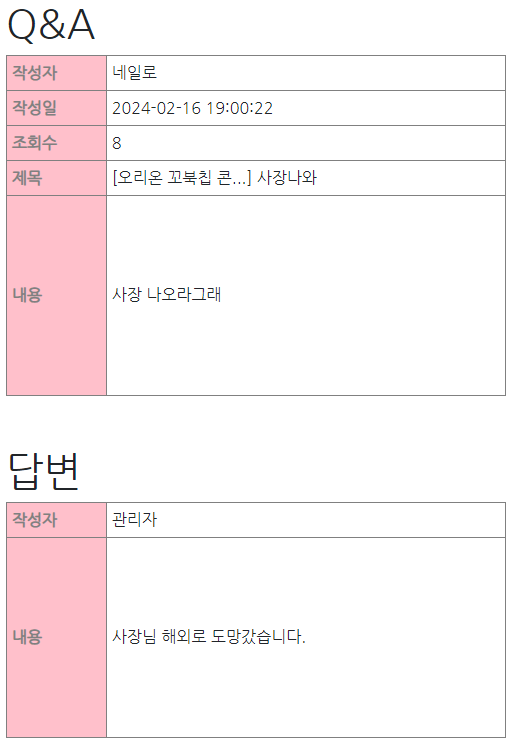 Q&A
작성자 네일로
작성일 2024-02-16 19:00:22
조회수 8
제목 [오리온 꼬북칩 콘...] 사장나와
내용 사장 나오라그래
답변
작성자 관리자
내용 사장님 해외로 도망갔습니다.